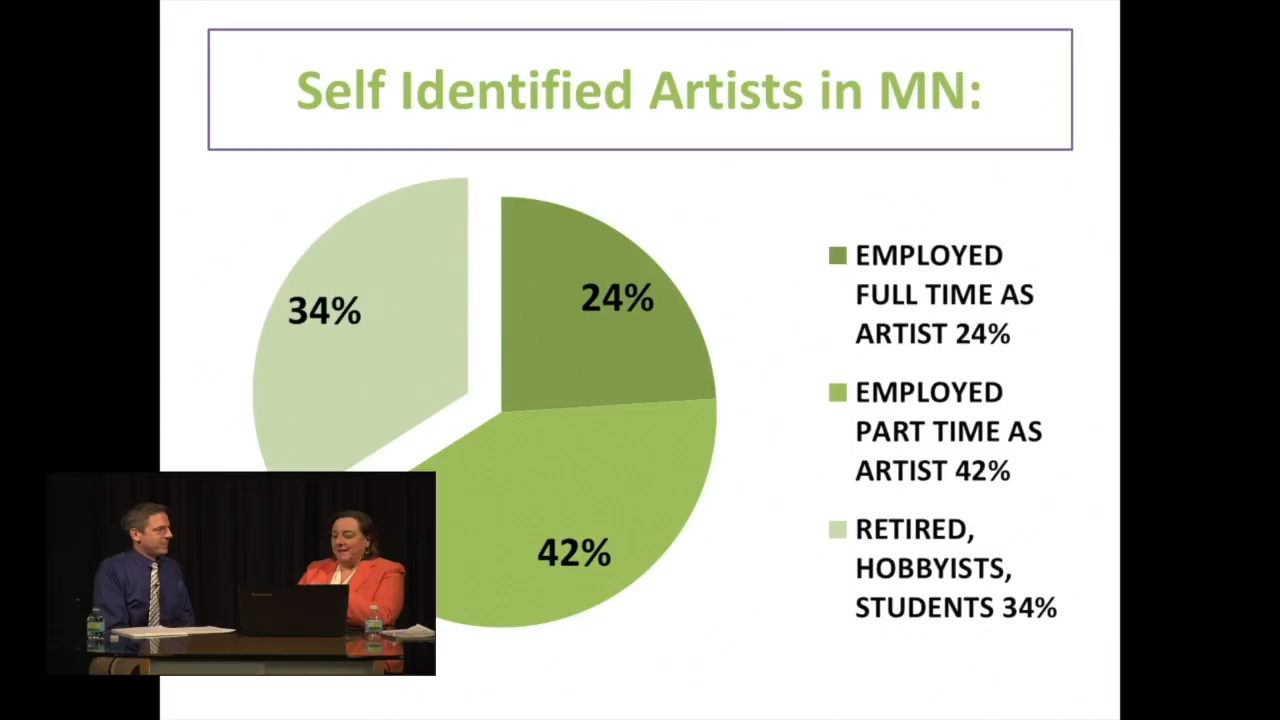 Self Identified Artists in MN:
34%
24%
42%
EMPLOYED
FULL TIME AS
ARTIST 24%
EMPLOYED
PART TIME AS
ARTIST 42%
RETIRED,
HOBBYISTS,
STUDENTS 34%